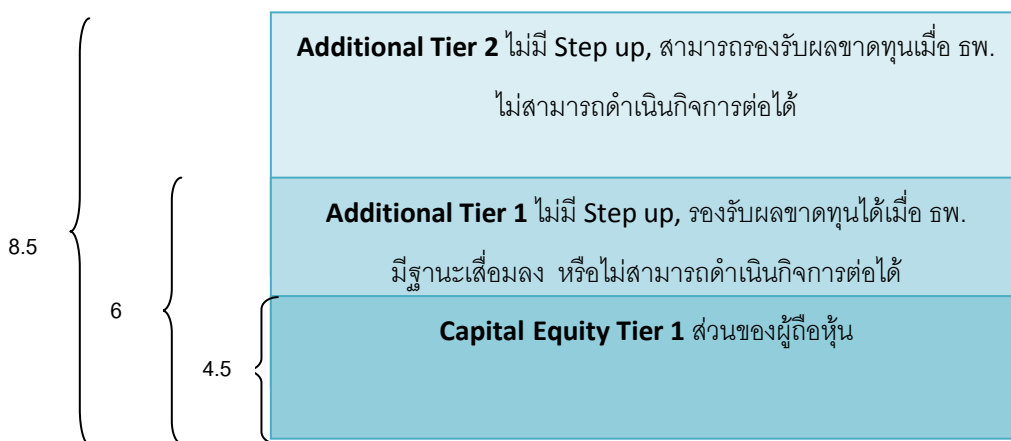 Additional Tier 2 ไม่มี Step up, สามารถรองรับผลขาดทุนเมื่อ ธพ.
ไม่สามารถดำเนินกิจการต่อได้
Additional Tier 1 ไม่มี Step up, รองรับผลขาดทุนได้เมื่อ ธพ.
มีฐานะเสื่อมลง หรือไม่สามารถดำเนินกิจการต่อได้
Capital Equity Tier 1 ส่วนของผู้ถือหุ้น
8.5
6
4.5